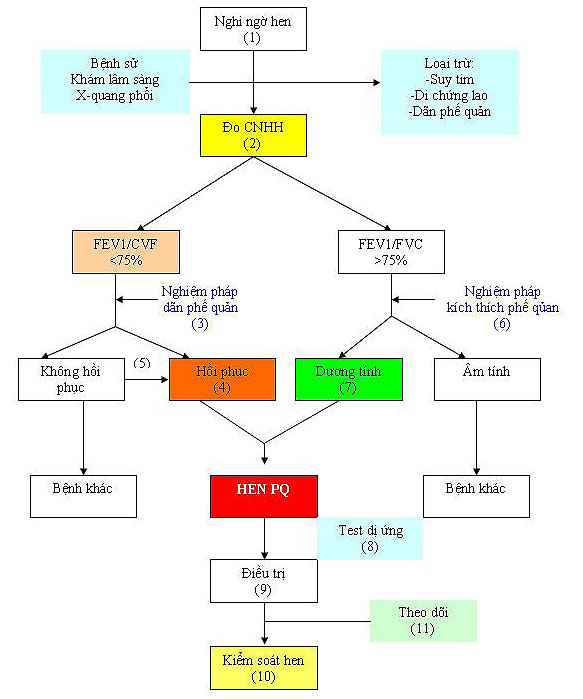 Nghi ngờ hen
(1)
Bệnh sử
Khám lâm sàng
X-quang phổi
Loại trừ:
-Suy tim
-Di chứng lao
-Dãn phế quản
Đo CNHH
(2)
FEV1/CVF
<75%
FEV1/FVC
>75%
Nghiệm pháp
dãn phế quản
(3)
Nghiệm pháp
kích thích phế qủan
(6)
Không hồi
phục
(5)
Hồi phục
(4)
Dương tính
(7)
Âm tính
Bệnh khác
HEN PQ
Bệnh khác
Test dị ứng
(8)
Điều trị
(9)
Theo dõi
(11)
Kiểm soát hen
(10)